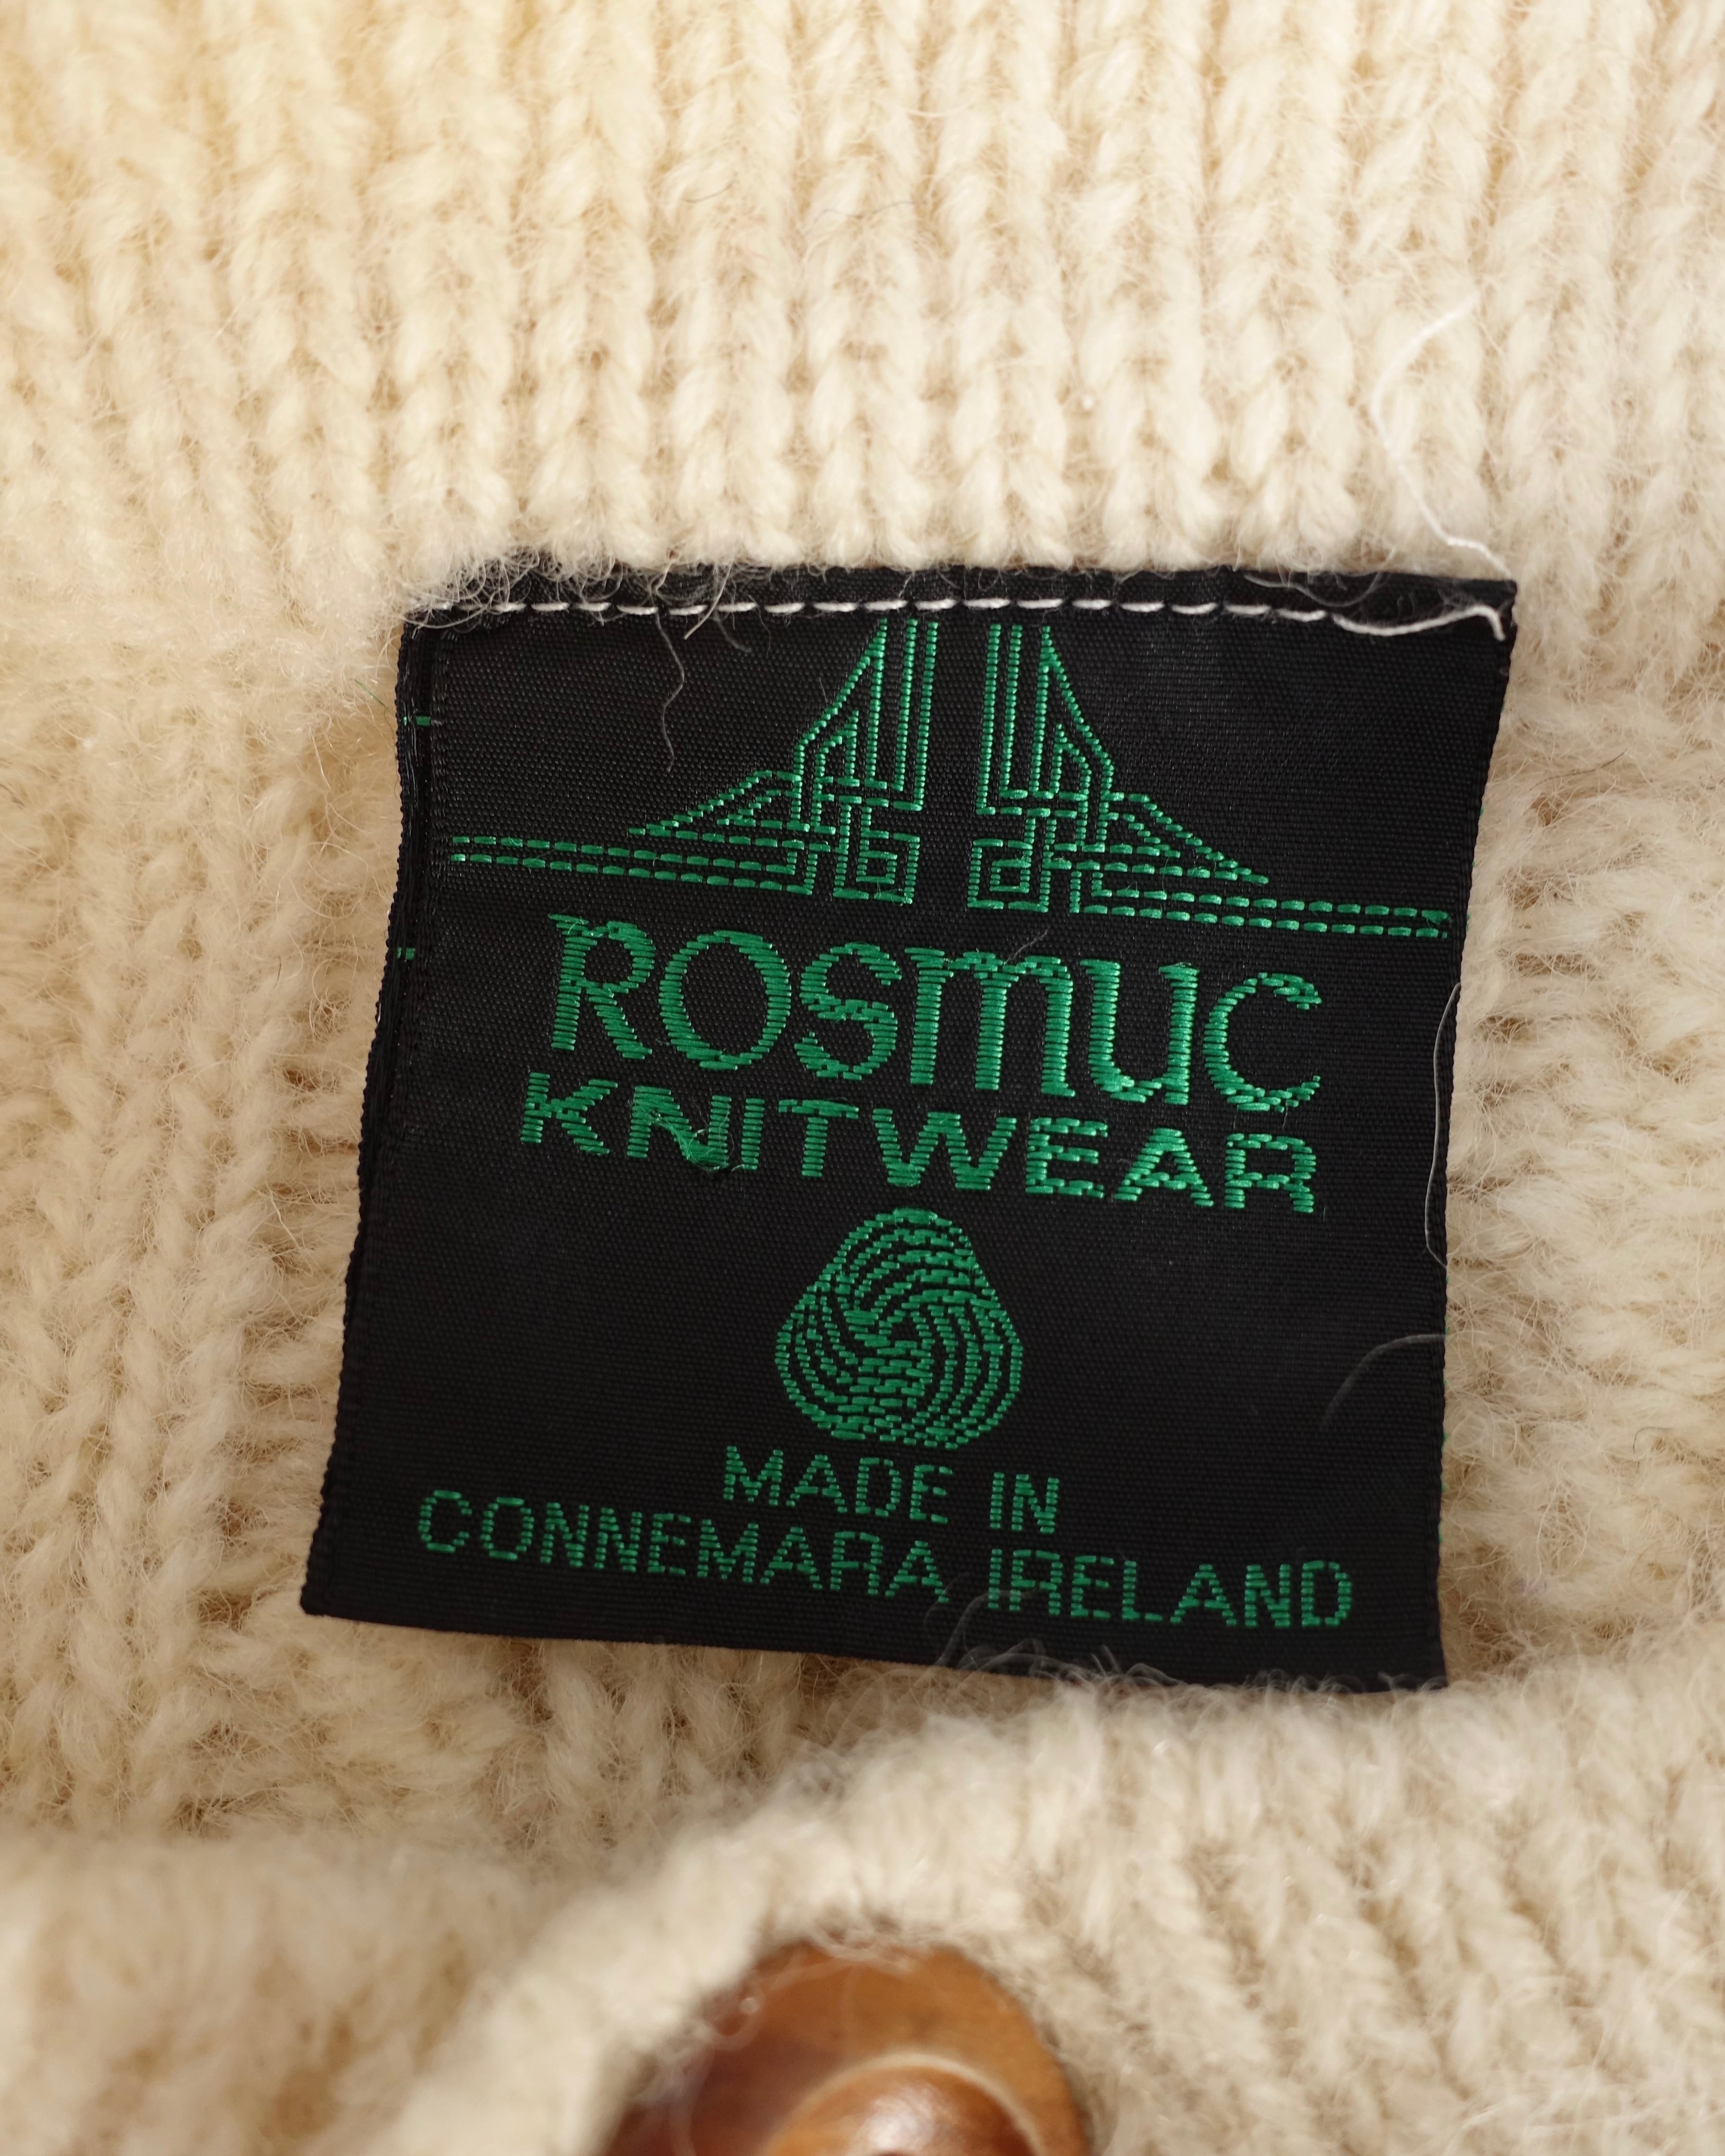 ROSMUC
KNITWEAR
MADE IN
CONNEMARA IRELAND